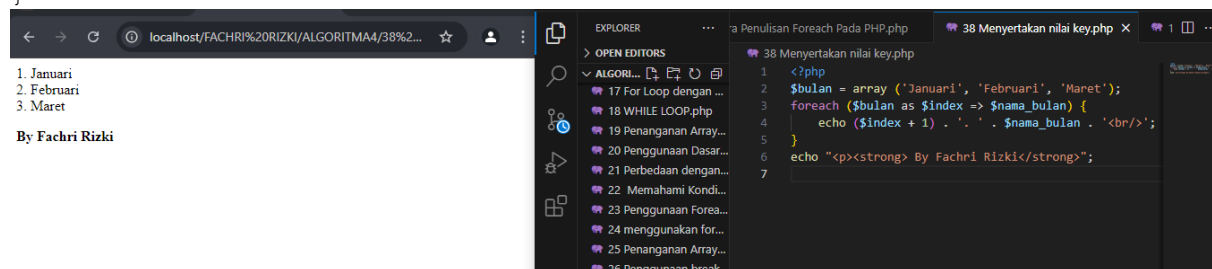 localhost/FACHRI%20RIZKI/ALGORITMA4/38%2...
1. Januari
2. Februari
3. Maret
By Fachri Rizki
EXPLORER
OPEN EDITORS
ALGORI...
17 For Loop dengan ...
18 WHILE LOOP.php
19 Penanganan Array...
20 Penggunaan Dasar...
21 Perbedaan dengan...
22 Memahami Kondi...
23 Penggunaan Forea...
24 menggunakan for...
25 Penanganan Array...
26 Penggunaan break
ra Penulisan Foreach Pada PHP.php
38 Menyertakan nilai key.php
1
38 Menyertakan nilai key.php
1 <?php
2 $bulan = array ('Januari', 'Februari', 'Maret');
3 foreach ($bulan as $index => $nama_bulan) {
4 echo ($index + 1) . '. ' . $nama_bulan . '<br/>';
5 }
6 echo "<p><strong> By Fachri Rizki</strong>";
7